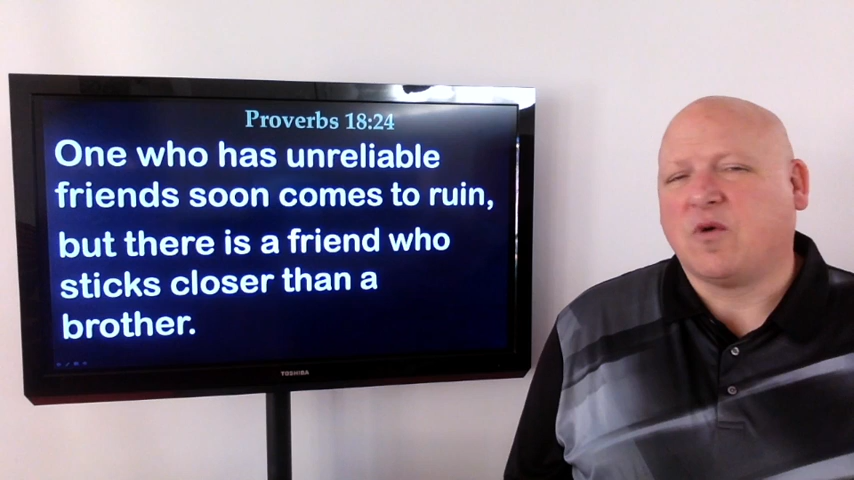 Proverbs 18:24
One who has unreliable
friends soon comes to ruin,
but there is a friend who
sticks closer than a
brother.
TOSHIBA